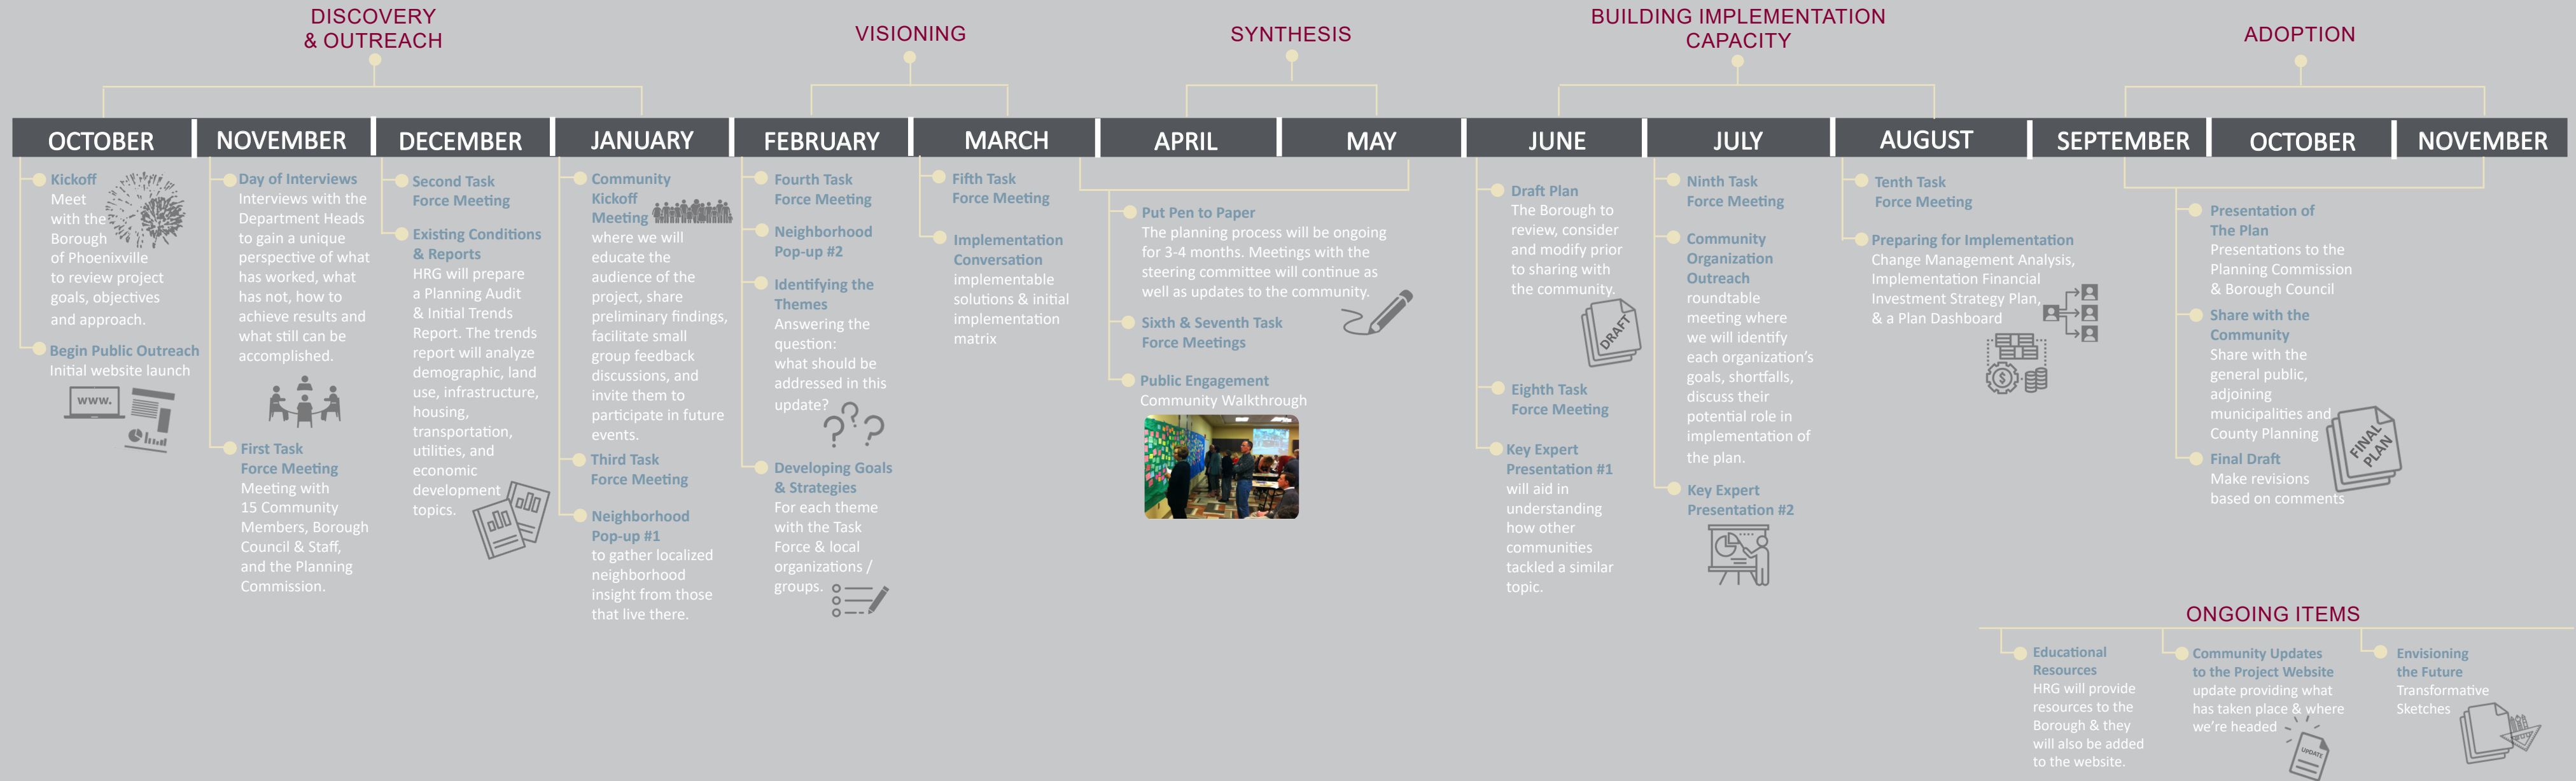 DISCOVERY
& OUTREACH
VISIONING
SYNTHESIS
BUILDING IMPLEMENTATION
CAPACITY
ADOPTION
OCTOBER
NOVEMBER
DECEMBER
JANUARY
FEBRUARY
MARCH
APRIL
MAY
JUNE
JULY
AUGUST
SEPTEMBER
OCTOBER
NOVEMBER
Kickoff
Meet
with the
Borough
of Phoenixville
to review project
goals, objectives
and approach.
Begin Public Outreach
Initial website launch
www.
Day of Interviews
Interviews with the
Department Heads
to gain a unique
perspective of what
has worked, what
has not, how to
achieve results and
what still can be
accomplished.
First Task
Force Meeting
Meeting with
15 Community
Members, Borough
Council & Staff,
and the Planning
Commission.
Second Task
Force Meeting
Existing Conditions
& Reports
HRG will prepare
a Planning Audit
& Initial Trends
Report. The trends
report will analyze
demographic, land
use, infrastructure,
housing,
transportation,
utilities, and
economic
development
topics.
Community
Kickoff
Meeting
where we will
educate the
audience of the
project, share
preliminary findings,
facilitate small
group feedback
discussions, and
invite them to
participate in future
events.
Third Task
Force Meeting
Neighborhood
Pop-up #1
to gather localized
neighborhood
insight from those
that live there.
Fourth Task
Force Meeting
Neighborhood
Pop-up #2
Identifying the
Themes
Answering the
question:
what should be
addressed in this
update?
???
Developing Goals
& Strategies
For each theme
with the Task
Force & local
organizations /
groups.
Fifth Task
Force Meeting
Implementation
Conversation
implementable
solutions & initial
implementation
matrix
Put Pen to Paper
The planning process will be ongoing
for 3-4 months. Meetings with the
steering committee will continue as
well as updates to the community.
Sixth & Seventh Task
Force Meetings
Public Engagement
Community Walkthrough
Draft Plan
The Borough to
review, consider
and modify prior
to sharing with
the community.
DRAFT
Eighth Task
Force Meeting
Key Expert
Presentation #1
will aid in
understanding
how other
communities
tackled a similar
topic.
Ninth Task
Force Meeting
Community
Organization
Outreach
roundtable
meeting where
we will identify
each organization's
goals, shortfalls,
discuss their
potential role in
implementation of
the plan.
Key Expert
Presentation #2
Tenth Task
Force Meeting
Preparing for Implementation
Change Management Analysis,
Implementation Financial
Investment Strategy Plan,
& a Plan Dashboard
$
Presentation of
The Plan
Presentations to the
Planning Commission
& Borough Council
Share with the
Community
Share with the
general public,
adjoining
municipalities and
County Planning
FINAL
PLAN
Final Draft
Make revisions
based on comments
ONGOING ITEMS
Educational
Resources
HRG will provide
resources to the
Borough & they
will also be added
to the website.
Community Updates
to the Project Website
update providing what
has taken place & where
we're headed
UPDATE
Envisioning
the Future
Transformative
Sketches